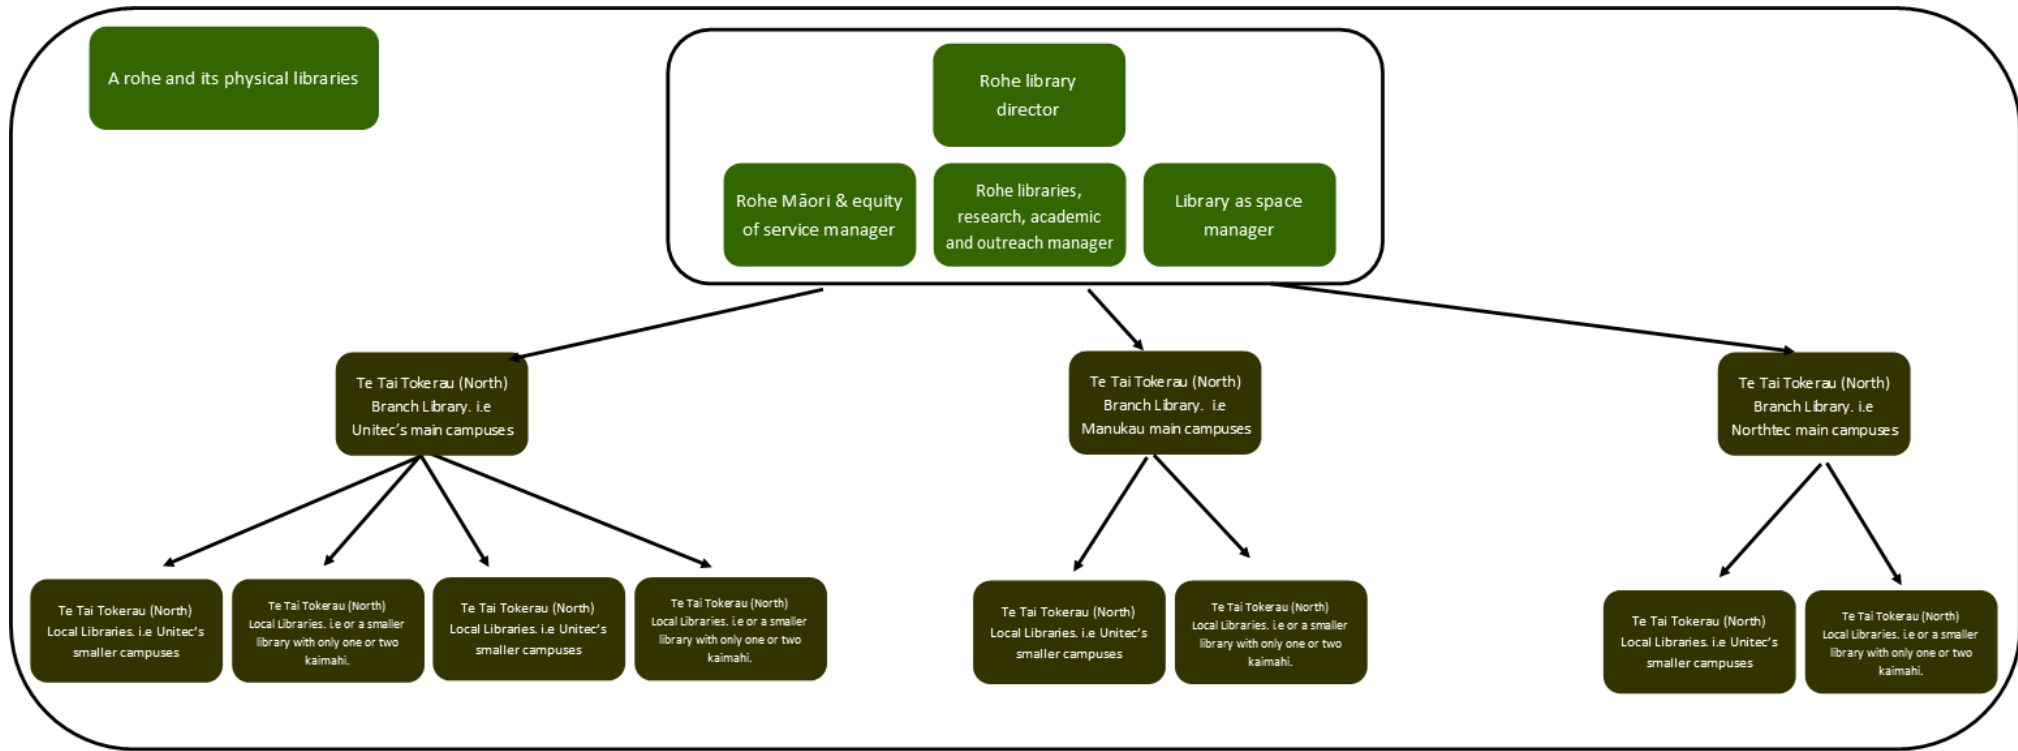 A rohe and its physical libraries
Rohe library
director
Rohe Māori & equity
of service manager
Rohe libraries,
research, academic
and outreach manager
Library as space
manager
Te Tai Tokerau (North)
Branch Library. i.e
Unitec's main campuses
Te Tai Tokerau (North)
Branch Library.  i.e
Manukau main campuses
Te Tai Tokerau (North)
Branch Library. i.e
Northtec main campuses
Te Tai Tokerau (North)
Local Libraries. i.e Unitec's
smaller campuses
Te Tai Tokerau (North)
Local Libraries. i.e or a smaller
library with only one or two
kaimahi.
Te Tai Tokerau (North)
Local Libraries. i.e Unitec's
smaller campuses
Te Tai Tokerau (North)
Local Libraries. i.e or a smaller
library with only one or two
kaimahi.
Te Tai Tokerau (North)
Local Libraries. i.e Unitec's
smaller campuses
Te Tai Tokerau (North)
Local Libraries. i.e or a smaller
library with only one or two
kaimahi.
Te Tai Tokerau (North)
Local Libraries. i.e Unitec's
smaller campuses
Te Tai Tokerau (North)
Local Libraries. i.e or a smaller
library with only one or two
kaimahi.